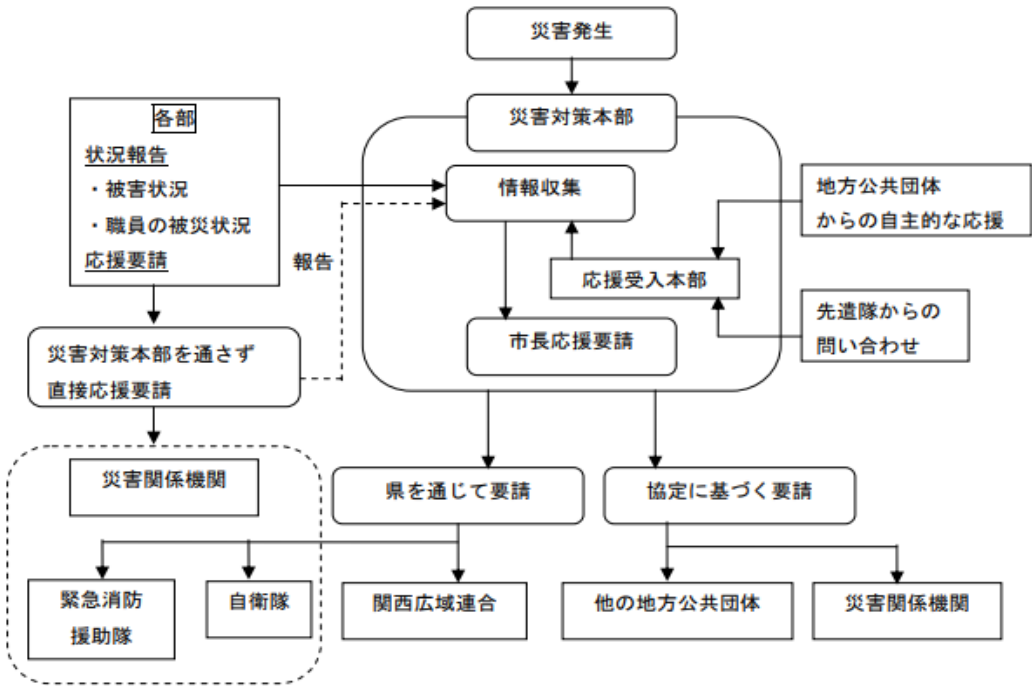 災害発生
災害対策本部
各部
状況報告
・被害状況
・職員の被災状況
応援要請
情報収集
地方公共団体
からの自主的な応援
報告
応援受入本部
先遣隊からの
問い合わせ
市長応援要請
災害対策本部を通さず
直接応援要請
災害関係機関
県を通じて要請
協定に基づく要請
緊急消防
援助隊
自衛隊
関西広域連合
他の地方公共団体
災害関係機関